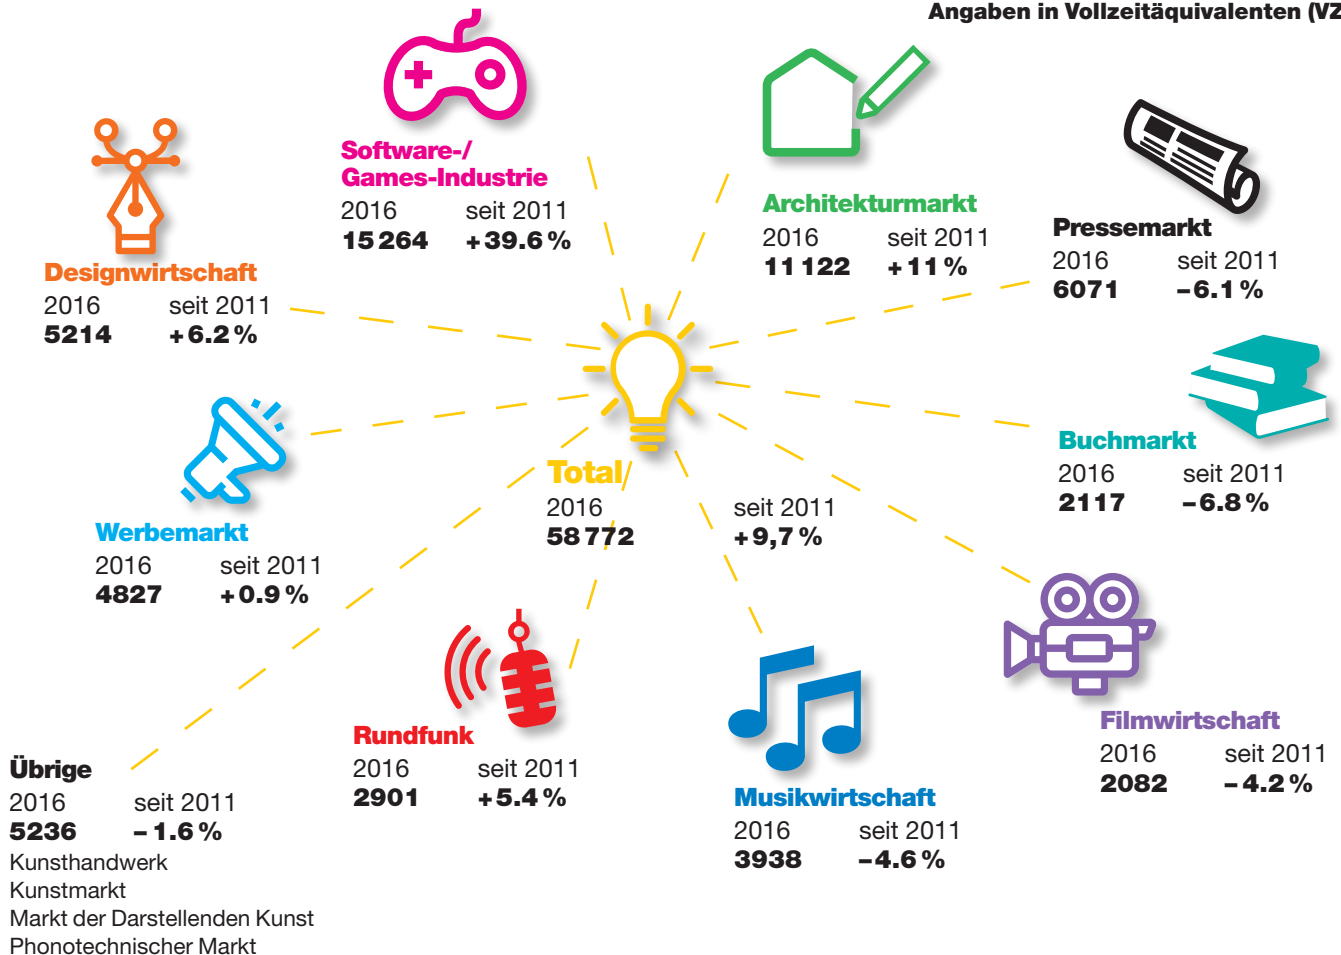 Angaben in Vollzeitäquivalenten (VZ
Software-/
Games-Industrie
2016 seit 2011
15 264 +39.6 %
Architekturmarkt
2016 seit 2011
11 122 +11 %
Pressemarkt
2016 seit 2011
6071 –6.1 %
Designwirtschaft
2016 seit 2011
5214 +6.2 %
Buchmarkt
2016 seit 2011
2117 –6.8 %
Total
2016 seit 2011
58 772 +9,7 %
Werbemarkt
2016 seit 2011
4827 +0.9 %
Filmwirtschaft
2016 seit 2011
2082 –4.2 %
Rundfunk
2016 seit 2011
2901 +5.4 %
Musikwirtschaft
2016 seit 2011
3938 –4.6 %
Übrige
2016 seit 2011
5236 –1.6 %
Kunsthandwerk
Kunstmarkt
Markt der Darstellenden Kunst
Phonotechnischer Markt